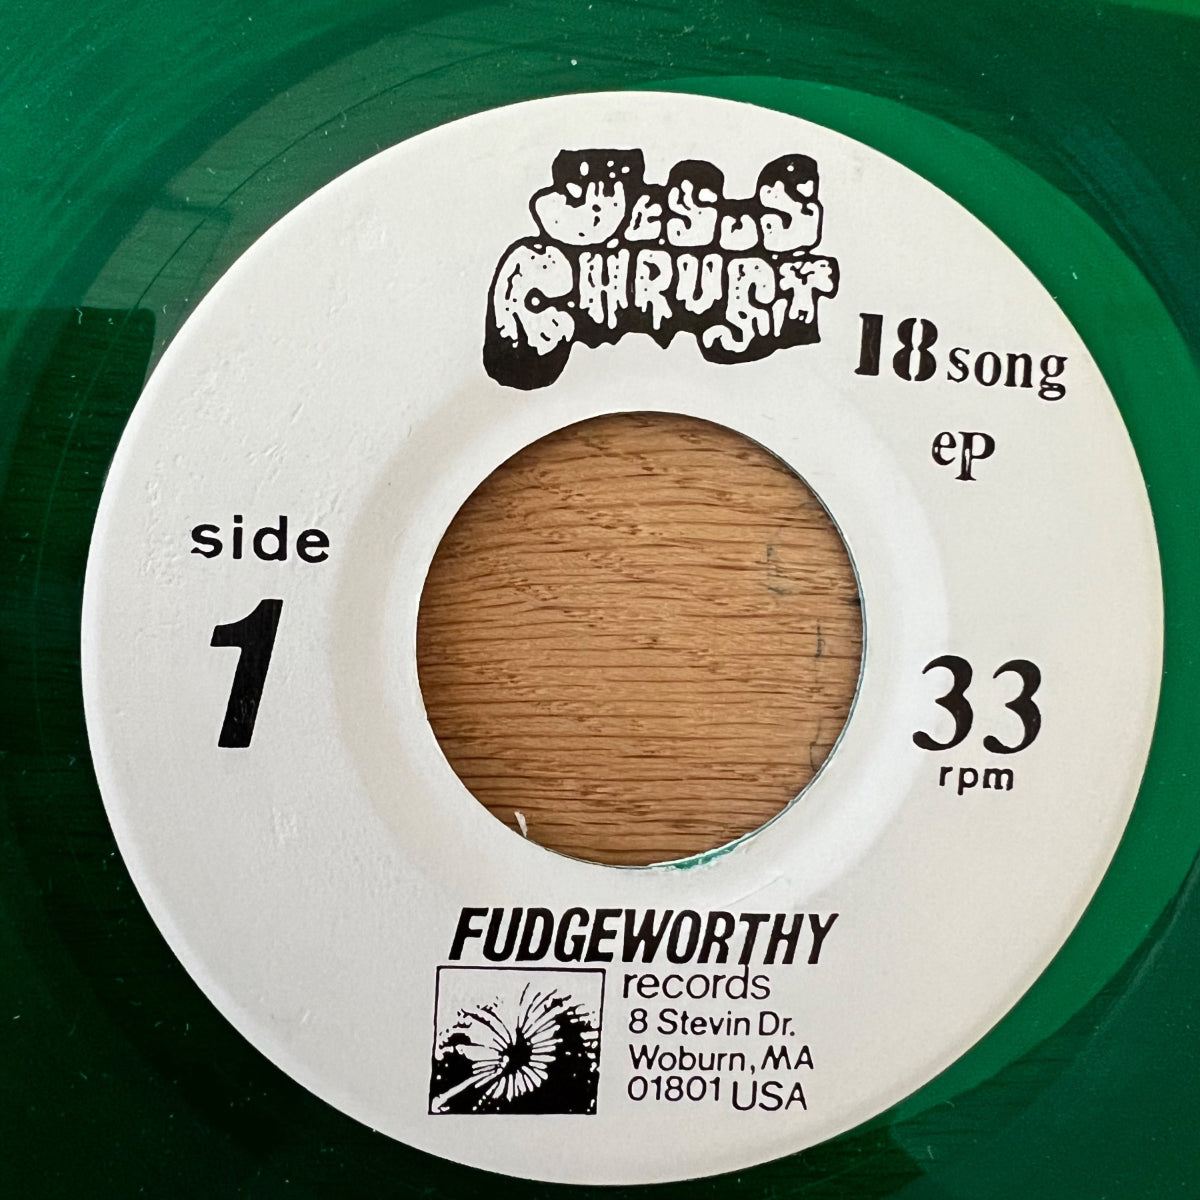 JeSuS
CHRUST
18 song
eP
side
1
33
rpm
FUDGEWORTHY
records
8 Stevin Dr.
Woburn, MA
01801 USA